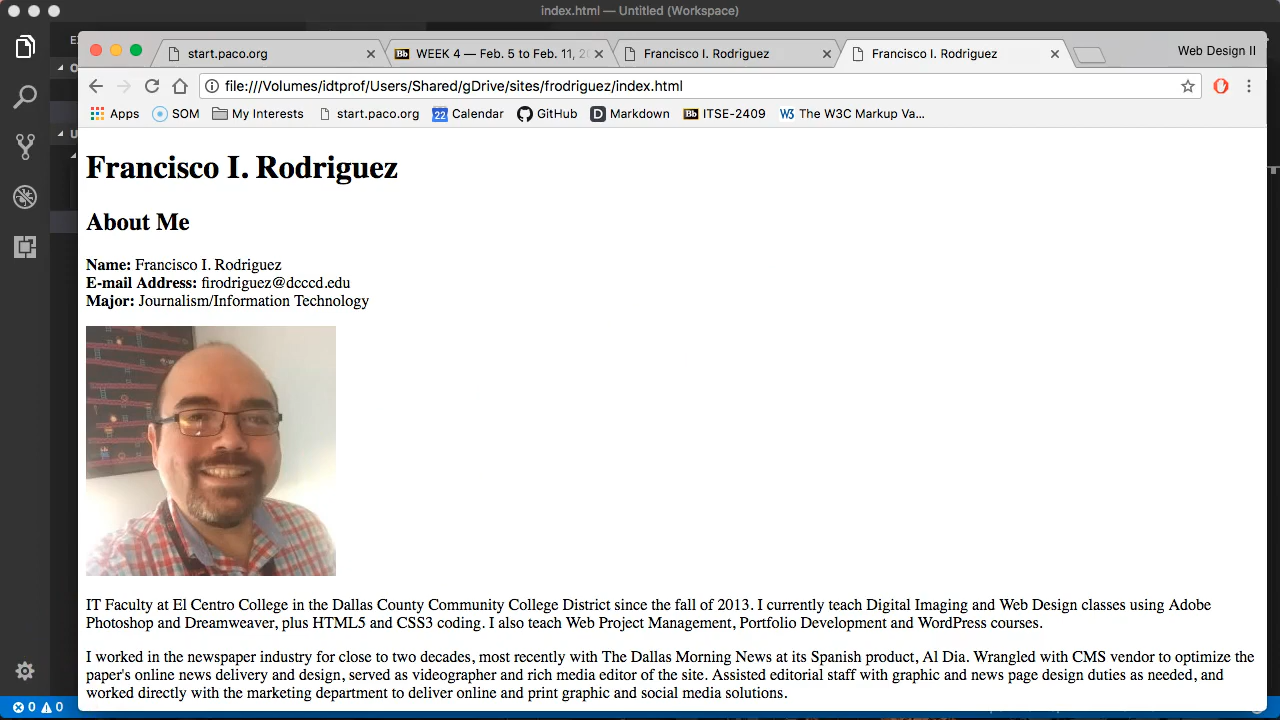 index.html — Untitled (Workspace)
start.paco.org
WEEK 4 — Feb. 5 to Feb. 11, 2
Francisco I. Rodriguez
Francisco I. Rodriguez
Web Design II
file:///Volumes/idtprof/Users/Shared/gDrive/sites/frodriguez/index.html
Apps SOM My Interests start.paco.org 22 Calendar GitHub D Markdown Bb ITSE-2409 W3 The W3C Markup Va...
Francisco I. Rodriguez
About Me
Name: Francisco I. Rodriguez
E-mail Address: firodriguez@dcccd.edu
Major: Journalism/Information Technology
IT Faculty at El Centro College in the Dallas County Community College District since the fall of 2013. I currently teach Digital Imaging and Web Design classes using Adobe
Photoshop and Dreamweaver, plus HTML5 and CSS3 coding. I also teach Web Project Management, Portfolio Development and WordPress courses.
I worked in the newspaper industry for close to two decades, most recently with The Dallas Morning News at its Spanish product, Al Dia. Wrangled with CMS vendor to optimize the
paper's online news delivery and design, served as videographer and rich media editor of the site. Assisted editorial staff with graphic and news page design duties as needed, and
worked directly with the marketing department to deliver online and print graphic and social media solutions.
0 0